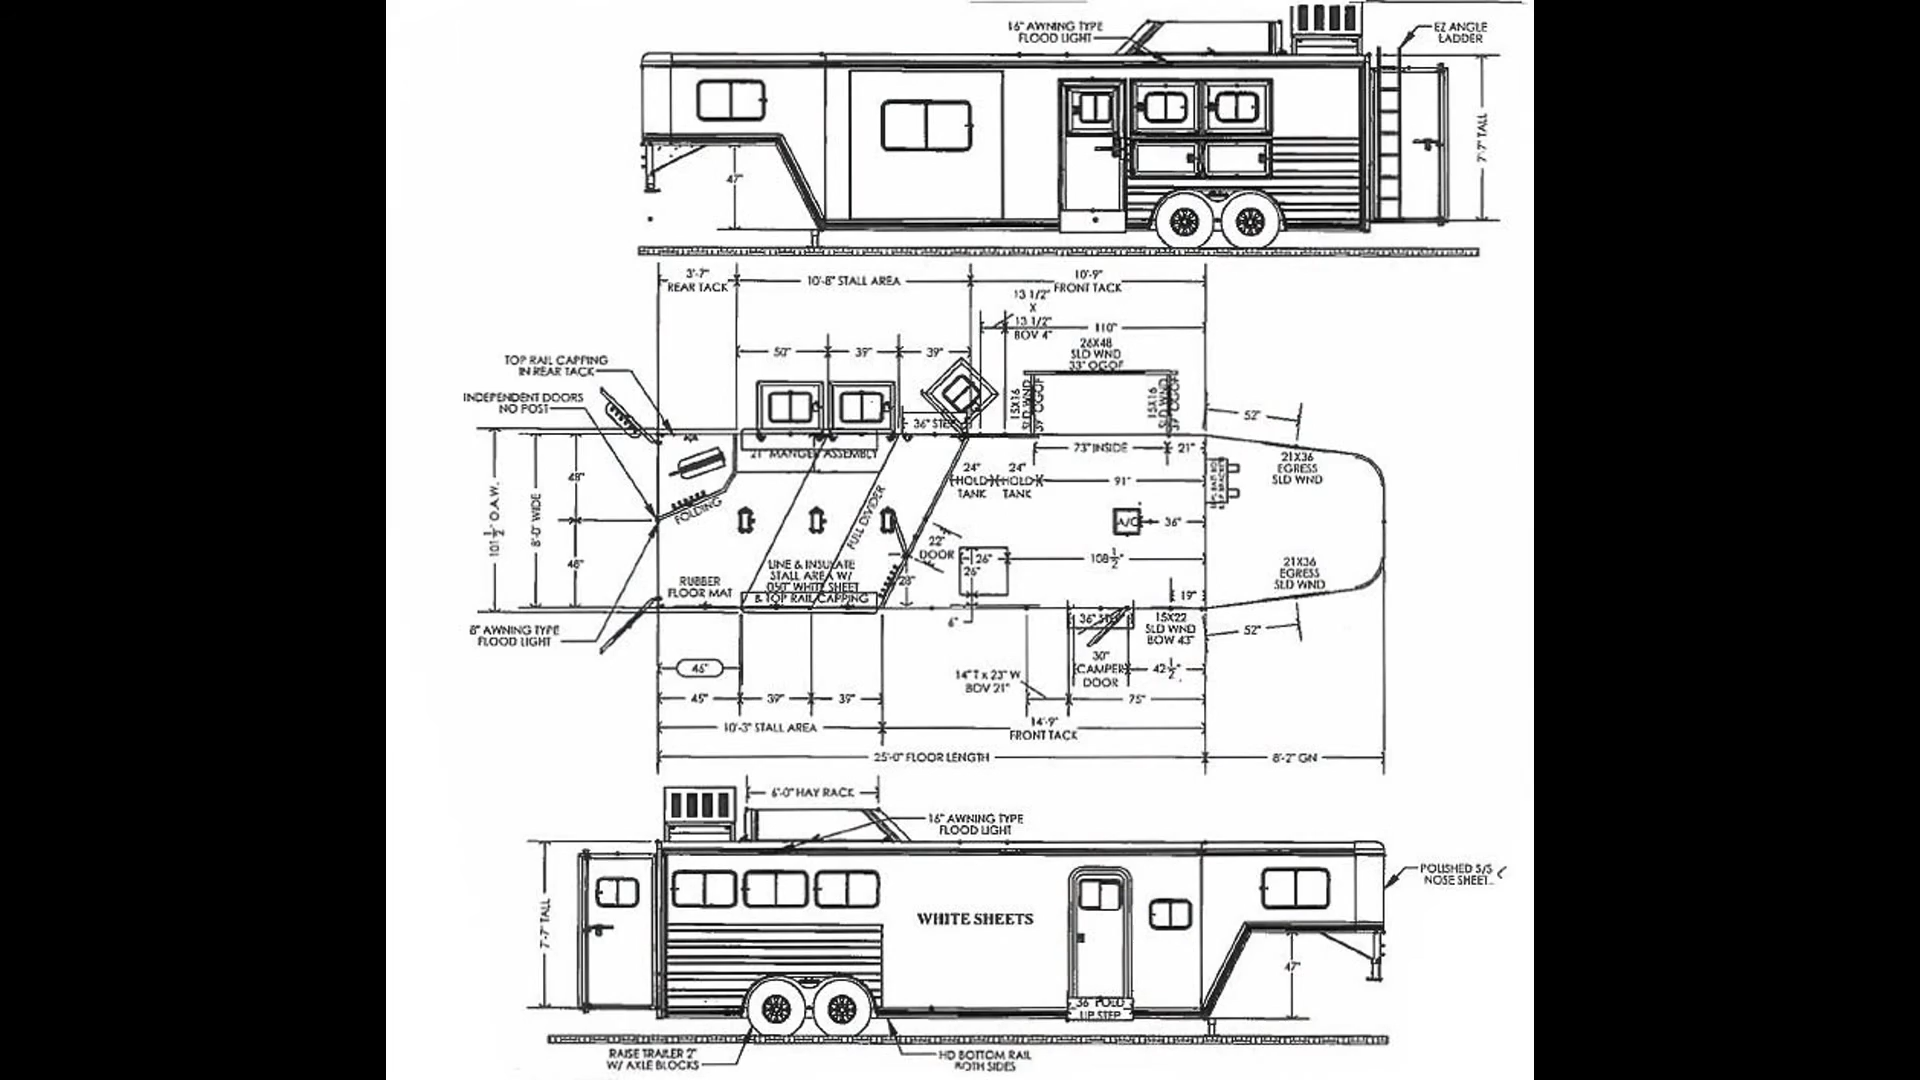 16" AWNING TYPE
FLOOD LIGHT
EZ ANGLE
LADDER
7'-7" TALL
47"
3'-7"
REAR TACK
10'-8" STALL AREA
10'-9"
FRONT TACK
13 1/2"
X
13 1/2"
BOV 4"
110"
26X48
SLD WND
33" OGOF
50"
39"
39"
TOP RAIL CAPPING
IN REAR TACK
INDEPENDENT DOORS
NO POST
15X16
SLD WND
39" OGOF
15X16
SLD WND
39" OGOF
36" STEP
52"
21" MANGER ASSEMBLY
73" INSIDE
21"
21X36
EGRESS
SLD WND
24"
HOLD
TANK
24"
HOLD
TANK
91"
48"
101 1/2" O.A.W.
8'-0" WIDE
FOLDING
FULL DIVIDER
A/C
36"
22"
DOOR
26"
26"
108 1/2"
48"
28"
LINE & INSULATE
STALL AREA W/
.050" WHITE SHEET
& TOP RAIL CAPPING
RUBBER
FLOOR MAT
21X36
EGRESS
SLD WND
19"
6"
36" STEP
15X22
SLD WND
BOW 43"
52"
8" AWNING TYPE
FLOOD LIGHT
46"
30"
CAMPER
DOOR
42 1/2"
14" T x 23" W
BOV 21"
45"
39"
39"
75"
10'-3" STALL AREA
14'-9"
FRONT TACK
25'-0" FLOOR LENGTH
8'-2" GN
6'-0" HAY RACK
16" AWNING TYPE
FLOOD LIGHT
POLISHED S/S
NOSE SHEET
7'-7" TALL
WHITE SHEETS
47"
36" FOLD
UP STEP
RAISE TRAILER 2"
W/ AXLE BLOCKS
HD BOTTOM RAIL
BOTH SIDES